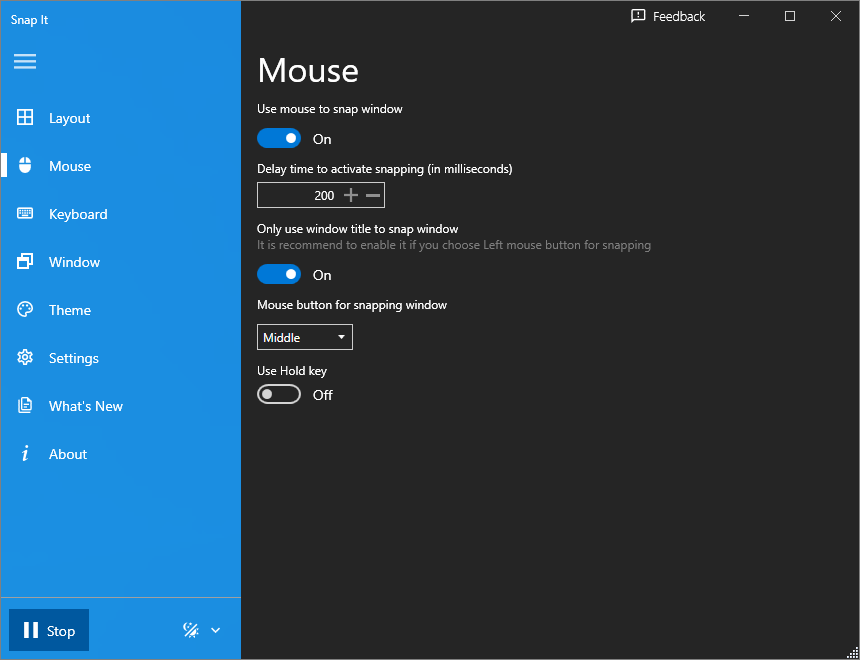 Snap It
Feedback
Layout
Mouse
Keyboard
Window
Theme
Settings
What's New
About
Stop
Mouse
Use mouse to snap window
On
Delay time to activate snapping (in milliseconds)
200
Only use window title to snap window
It is recommend to enable it if you choose Left mouse button for snapping
On
Mouse button for snapping window
Middle
Use Hold key
Off